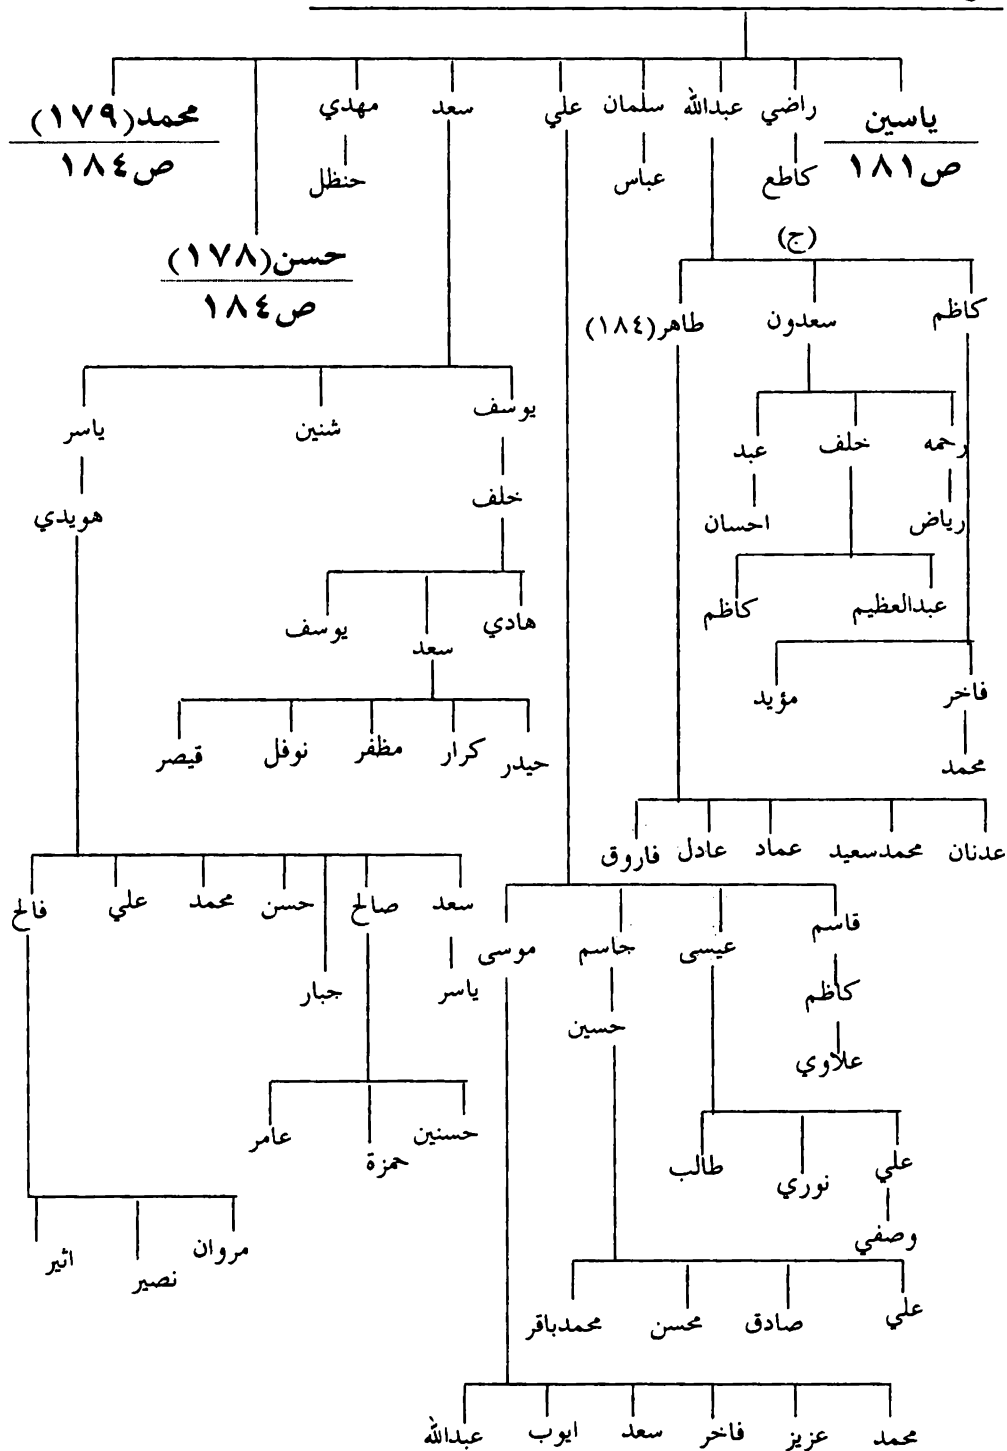 ياسين
ص١٨١
راضي
عبدالله
سلمان
علي
سعد
مهدي
محمد(١٧٩)
ص١٨٤
كاطع
عباس
حنظل
حسن(١٧٨)
ص١٨٤
(ج)
كاظم
سعدون
طاهر(١٨٤)
يوسف
شنين
ياسر
رحمه
خلف
عبد
خلف
هويدي
رياض
احسان
عبدالعظيم
كاظم
هادي
سعد
يوسف
فاخر
مؤيد
حيدر
كرار
مظفر
نوفل
قيصر
محمد
عدنان
محمدسعيد
عماد
عادل
فاروق
سعد
صالح
حسن
محمد
علي
فالح
قاسم
عيسى
جاسم
موسى
ياسر
جبار
كاظم
حسين
علاوي
حسنين
حمزة
عامر
علي
نوري
طالب
وصفي
مروان
نصير
اثير
علي
صادق
محسن
محمدباقر
محمد
عزيز
فاخر
سعد
ايوب
عبدالله